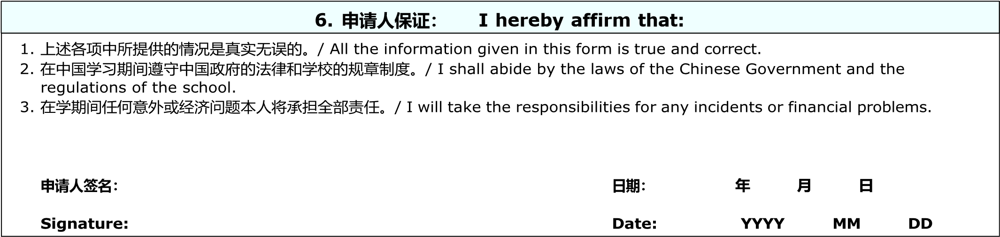 6. 申请人保证： I hereby affirm that:
1. 上述各项中所提供的情况是真实无误的。/ All the information given in this form is true and correct.
2. 在中国学习期间遵守中国政府的法律和学校的规章制度。/ I shall abide by the laws of the Chinese Government and the
regulations of the school.
3. 在学期间任何意外或经济问题本人将承担全部责任。/ I will take the responsibilities for any incidents or financial problems.
申请人签名： 日期： 年 月 日
Signature: Date: YYYY MM DD